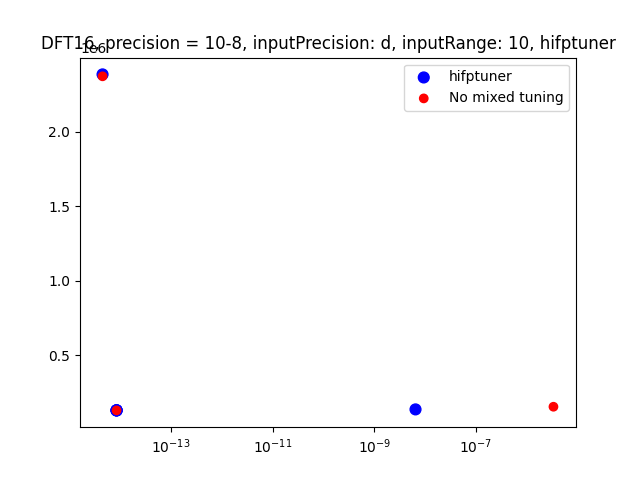 DFT16, precision = 10-8, inputPrecision: d, inputRange: 10, hifptuner
1e6
hifptuner
No mixed tuning
2.0
1.5
1.0
0.5
10⁻¹³ 10⁻¹¹ 10⁻⁹ 10⁻⁷